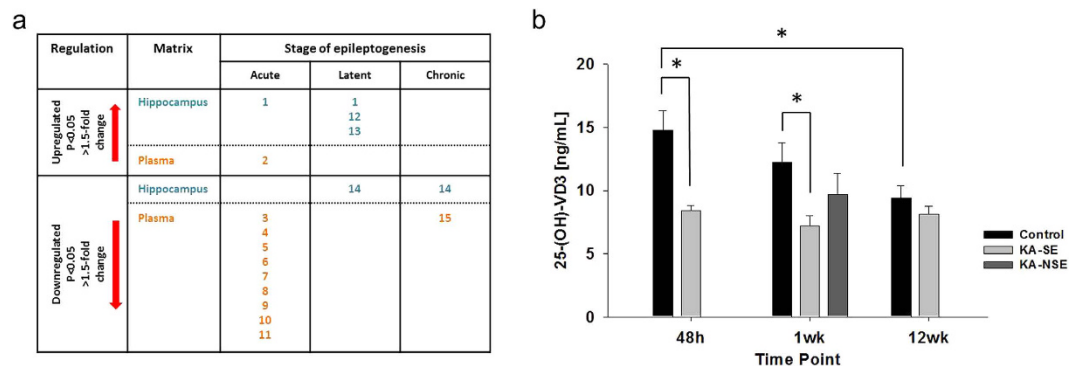 a
Regulation
Matrix
Stage of epileptogenesis
Acute
Latent
Chronic
Upregulated
P<0.05
>1.5-fold
change
Hippocampus
1
1
12
13
Plasma
2
Downregulated
P<0.05
>1.5-fold
change
Hippocampus
14
14
Plasma
3
15
4
5
6
7
8
9
10
11
b
25-(OH)-VD3 [ng/mL]
20
15
10
5
0
*
*
*
48h
1wk
12wk
Time Point
Control
KA-SE
KA-NSE